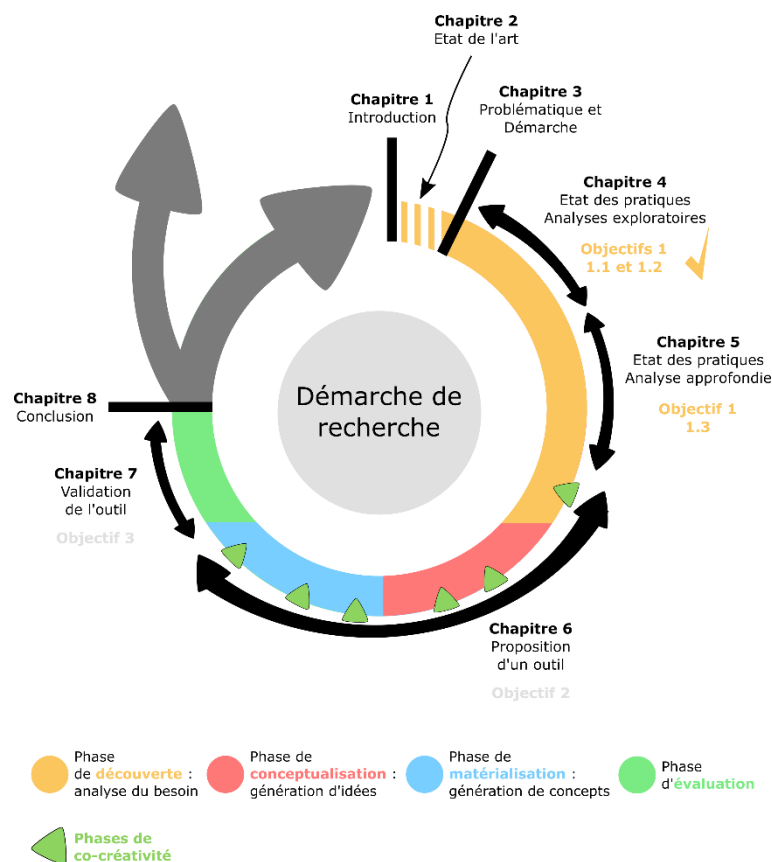 Chapitre 2
Etat de l'art
Chapitre 1
Introduction
Chapitre 3
Problématique et
Démarche
Chapitre 4
Etat des pratiques
Analyses exploratoires
Objectifs 1
1.1 et 1.2
Chapitre 5
Etat des pratiques
Analyse approfondie
Objectif 1
1.3
Démarche de
recherche
Chapitre 8
Conclusion
Chapitre 7
Validation
de l'outil
Objectif 3
Chapitre 6
Proposition
d'un outil
Objectif 2
Phase
de découverte :
analyse du besoin
Phase de
conceptualisation :
génération d'idées
Phase de
matérialisation :
génération de concepts
Phase
d'évaluation
Phases de
co-créativité